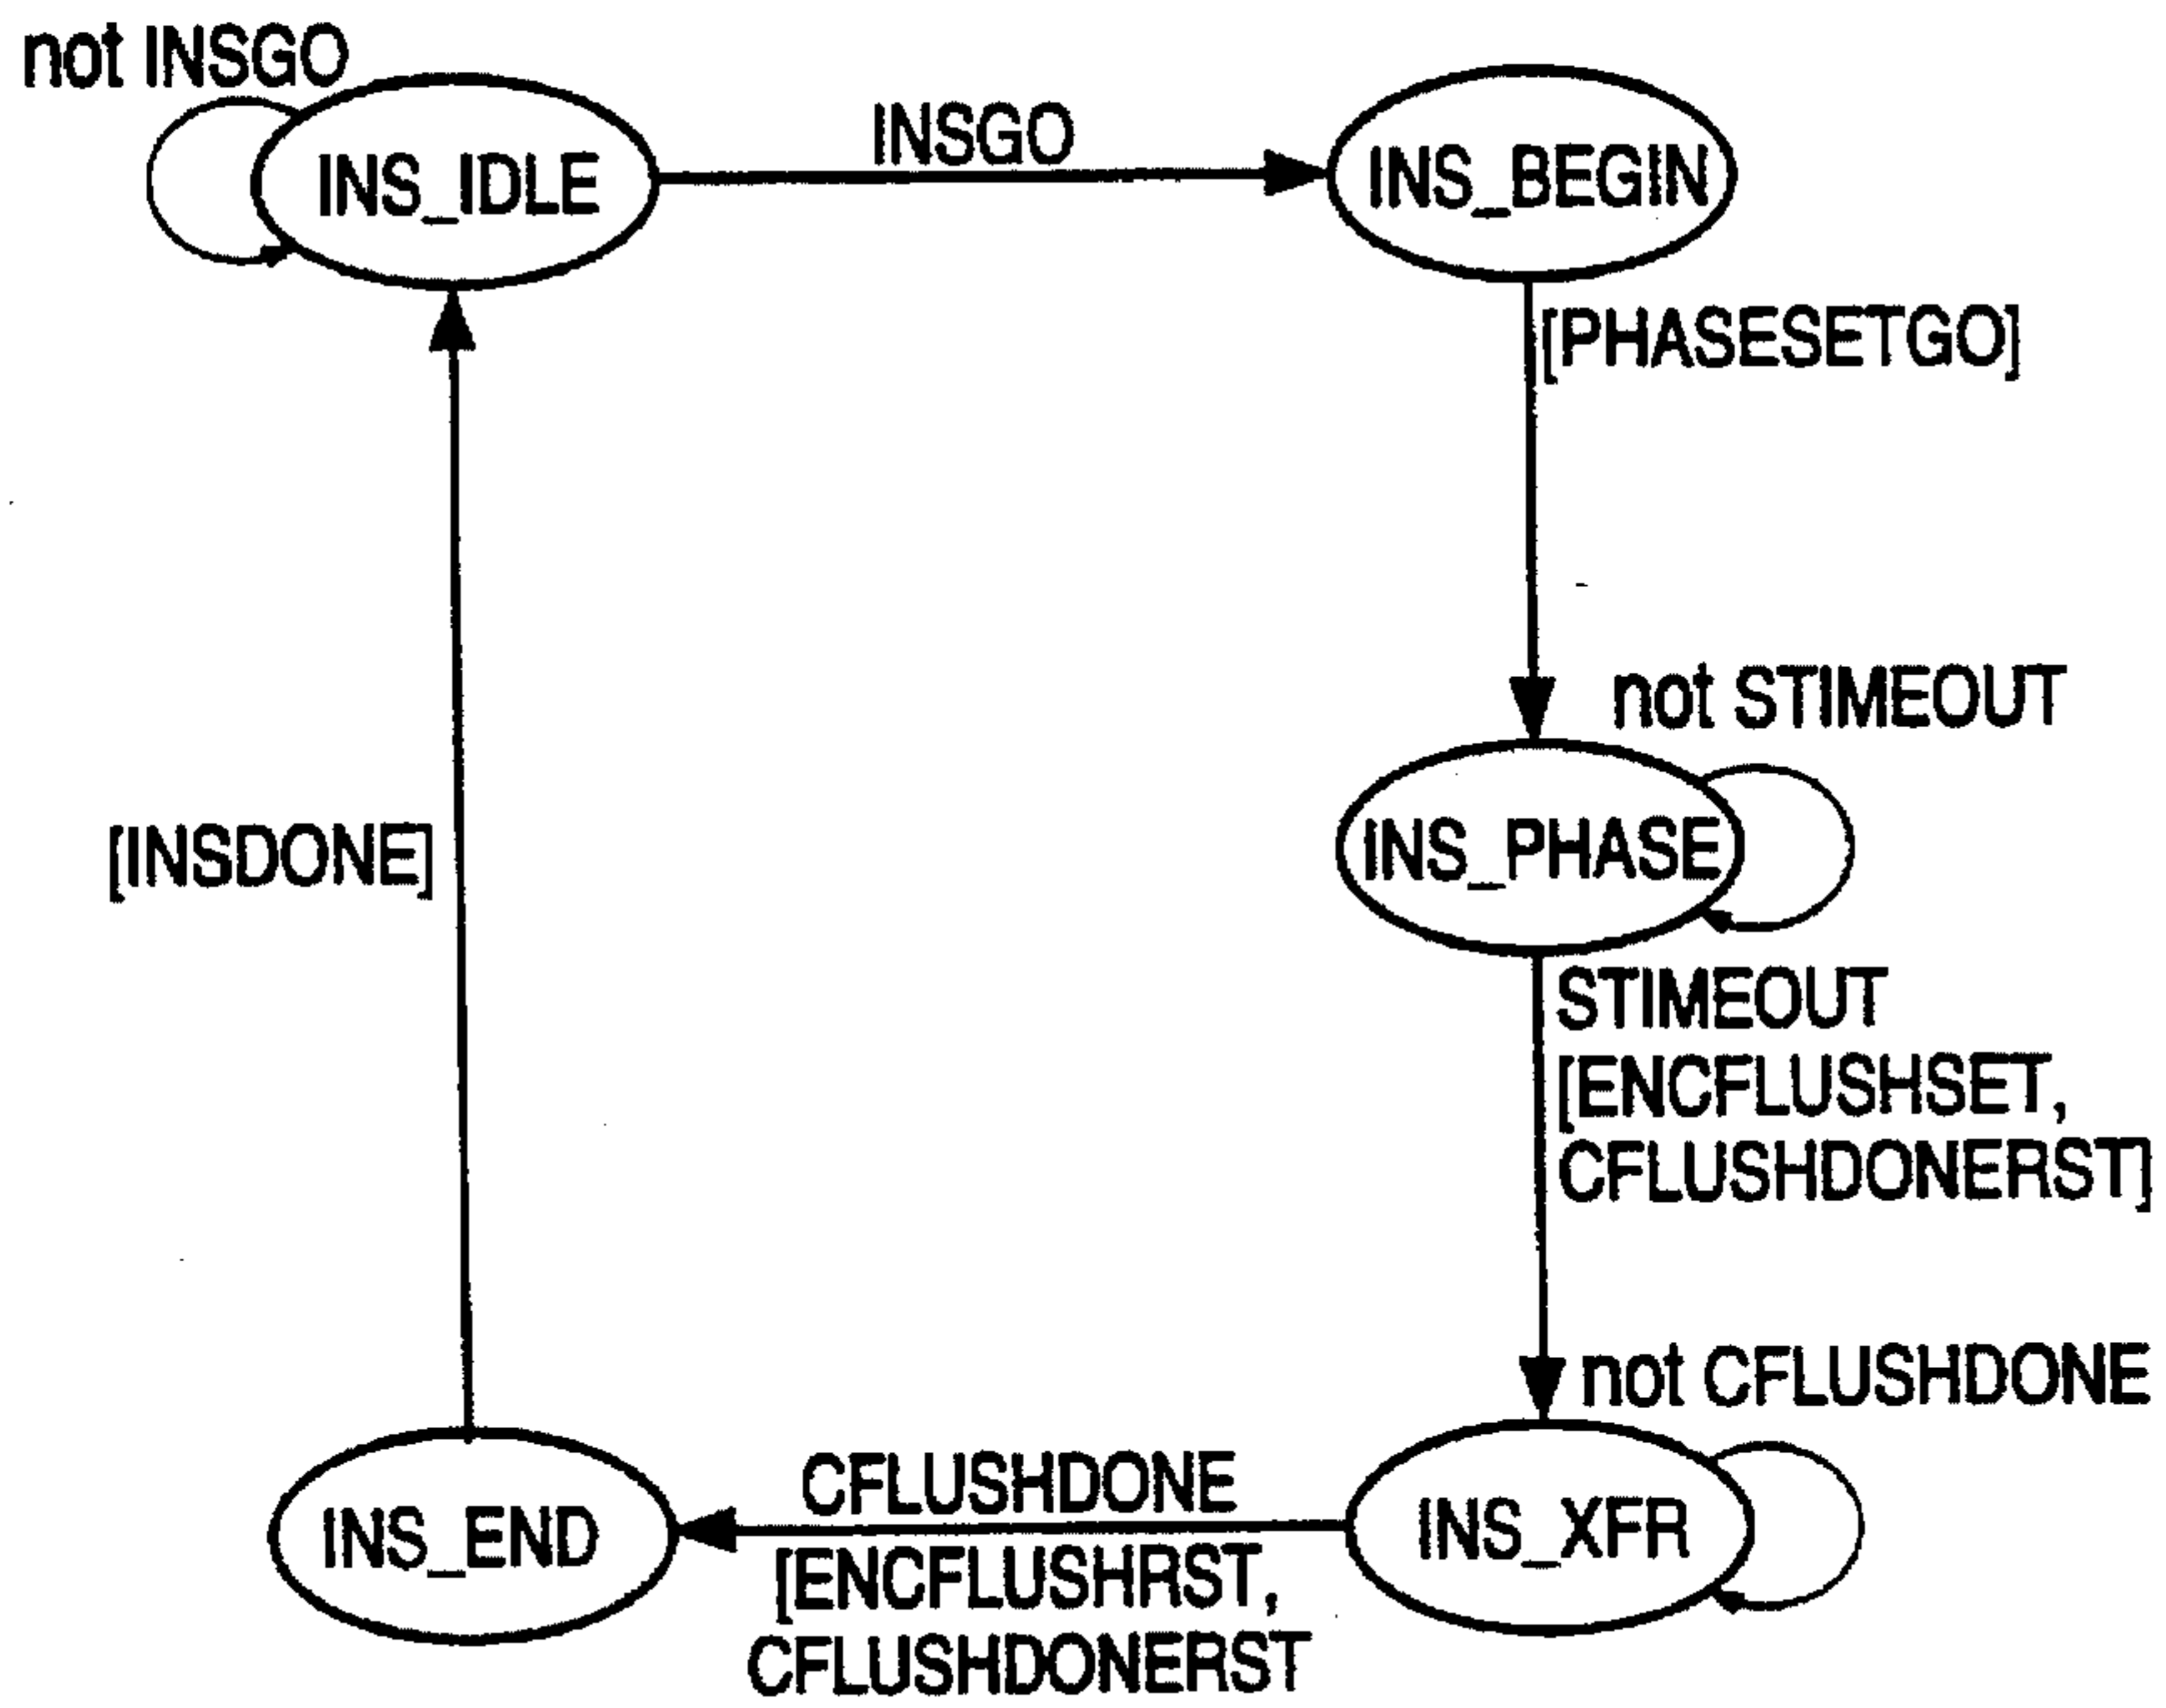 not INSGO
INS_IDLE
INSGO
INS_BEGIN
[PHASESETGO]
not STIMEOUT
INS_PHASE
[INSDONE]
STIMEOUT
[ENCFLUSHSET,
CFLUSHDONERST]
not CFLUSHDONE
INS_XFR
CFLUSHDONE
[ENCFLUSHRST,
CFLUSHDONERST
INS_END